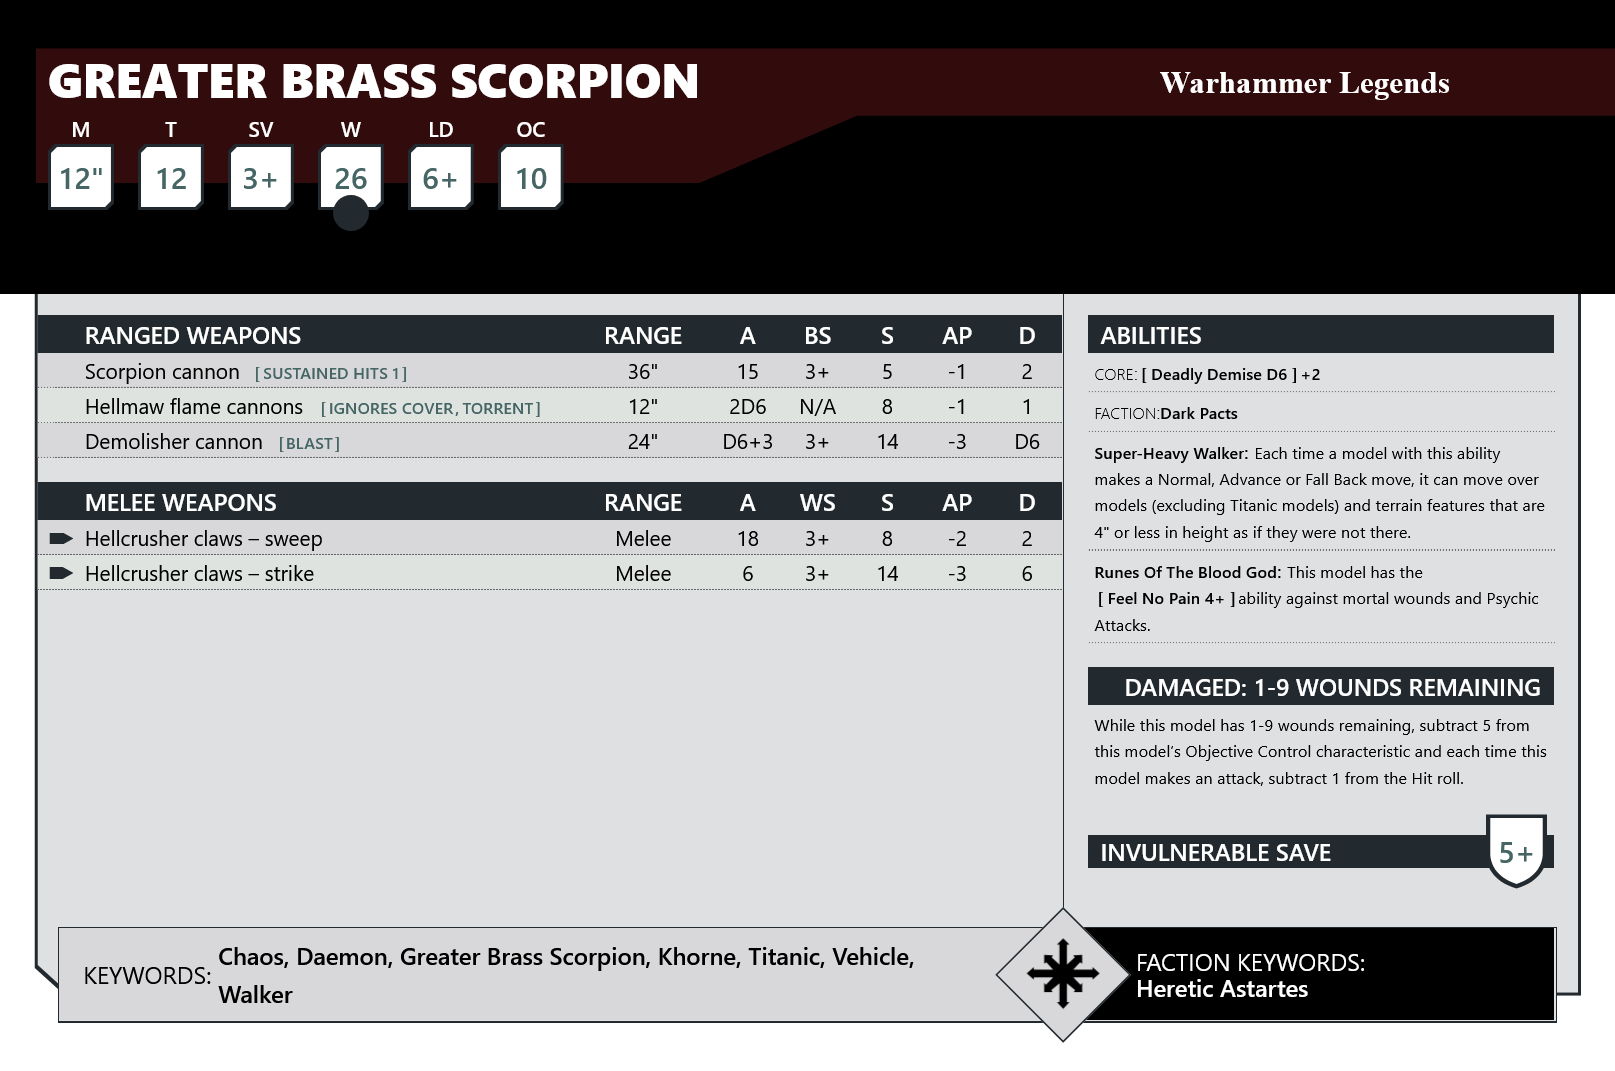 GREATER BRASS SCORPION
Warhammer Legends
M T SV W LD OC
12" 12 3+ 26 6+ 10
RANGED WEAPONS RANGE A BS S AP D
Scorpion cannon [SUSTAINED HITS 1] 36" 15 3+ 5 -1 2
Hellmaw flame cannons [IGNORES COVER, TORRENT] 12" 2D6 N/A 8 -1 1
Demolisher cannon [BLAST] 24" D6+3 3+ 14 -3 D6
MELEE WEAPONS RANGE A WS S AP D
Hellcrusher claws – sweep Melee 18 3+ 8 -2 2
Hellcrusher claws – strike Melee 6 3+ 14 -3 6
ABILITIES
CORE: [ Deadly Demise D6 ] +2
FACTION:Dark Pacts
Super-Heavy Walker: Each time a model with this ability
makes a Normal, Advance or Fall Back move, it can move over
models (excluding Titanic models) and terrain features that are
4" or less in height as if they were not there.
Runes Of The Blood God: This model has the
[ Feel No Pain 4+ ] ability against mortal wounds and Psychic
Attacks.
DAMAGED: 1-9 WOUNDS REMAINING
While this model has 1-9 wounds remaining, subtract 5 from
this model’s Objective Control characteristic and each time this
model makes an attack, subtract 1 from the Hit roll.
INVULNERABLE SAVE 5+
KEYWORDS: Chaos, Daemon, Greater Brass Scorpion, Khorne, Titanic, Vehicle,
Walker
FACTION KEYWORDS:
Heretic Astartes